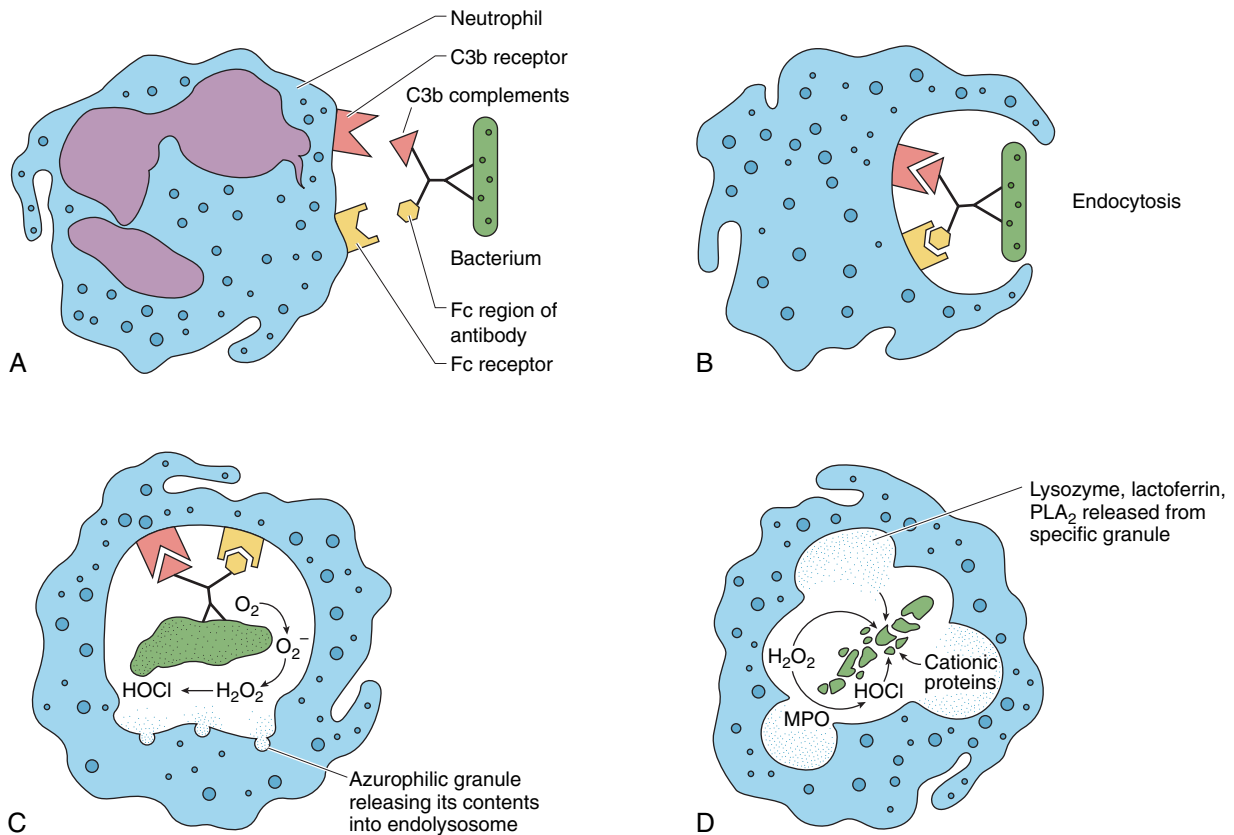 Neutrophil
C3b receptor
C3b complements
Bacterium
Fc region of
antibody
Fc receptor
A
Endocytosis
B
O₂
O₂⁻
HOCl
H₂O₂
Azurophilic granule
releasing its contents
into endolysosome
C
Lysozyme, lactoferrin,
PLA₂ released from
specific granule
H₂O₂
Cationic
proteins
HOCl
MPO
D